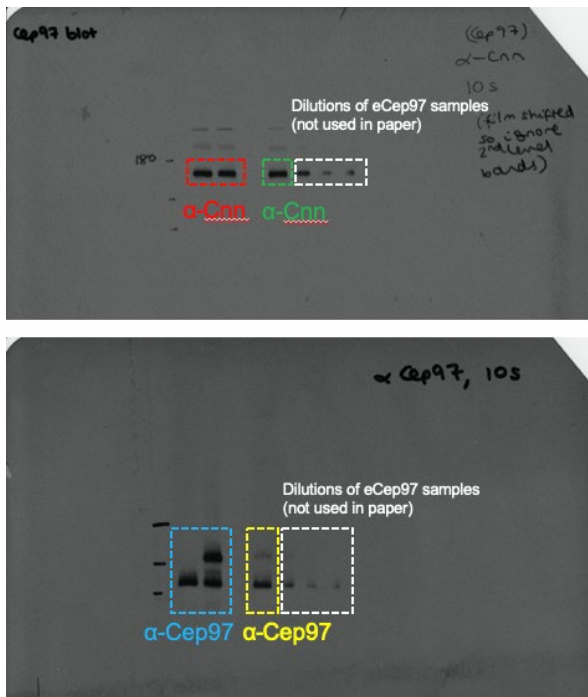 Cep97 blot
(Cep97)
α-Cnn
10 s
(film shifted
so ignore
2nd level
bands)
Dilutions of eCep97 samples
(not used in paper)
180
α-Cnn
α-Cnn
α Cep97, 10s
Dilutions of eCep97 samples
(not used in paper)
α-Cep97
α-Cep97